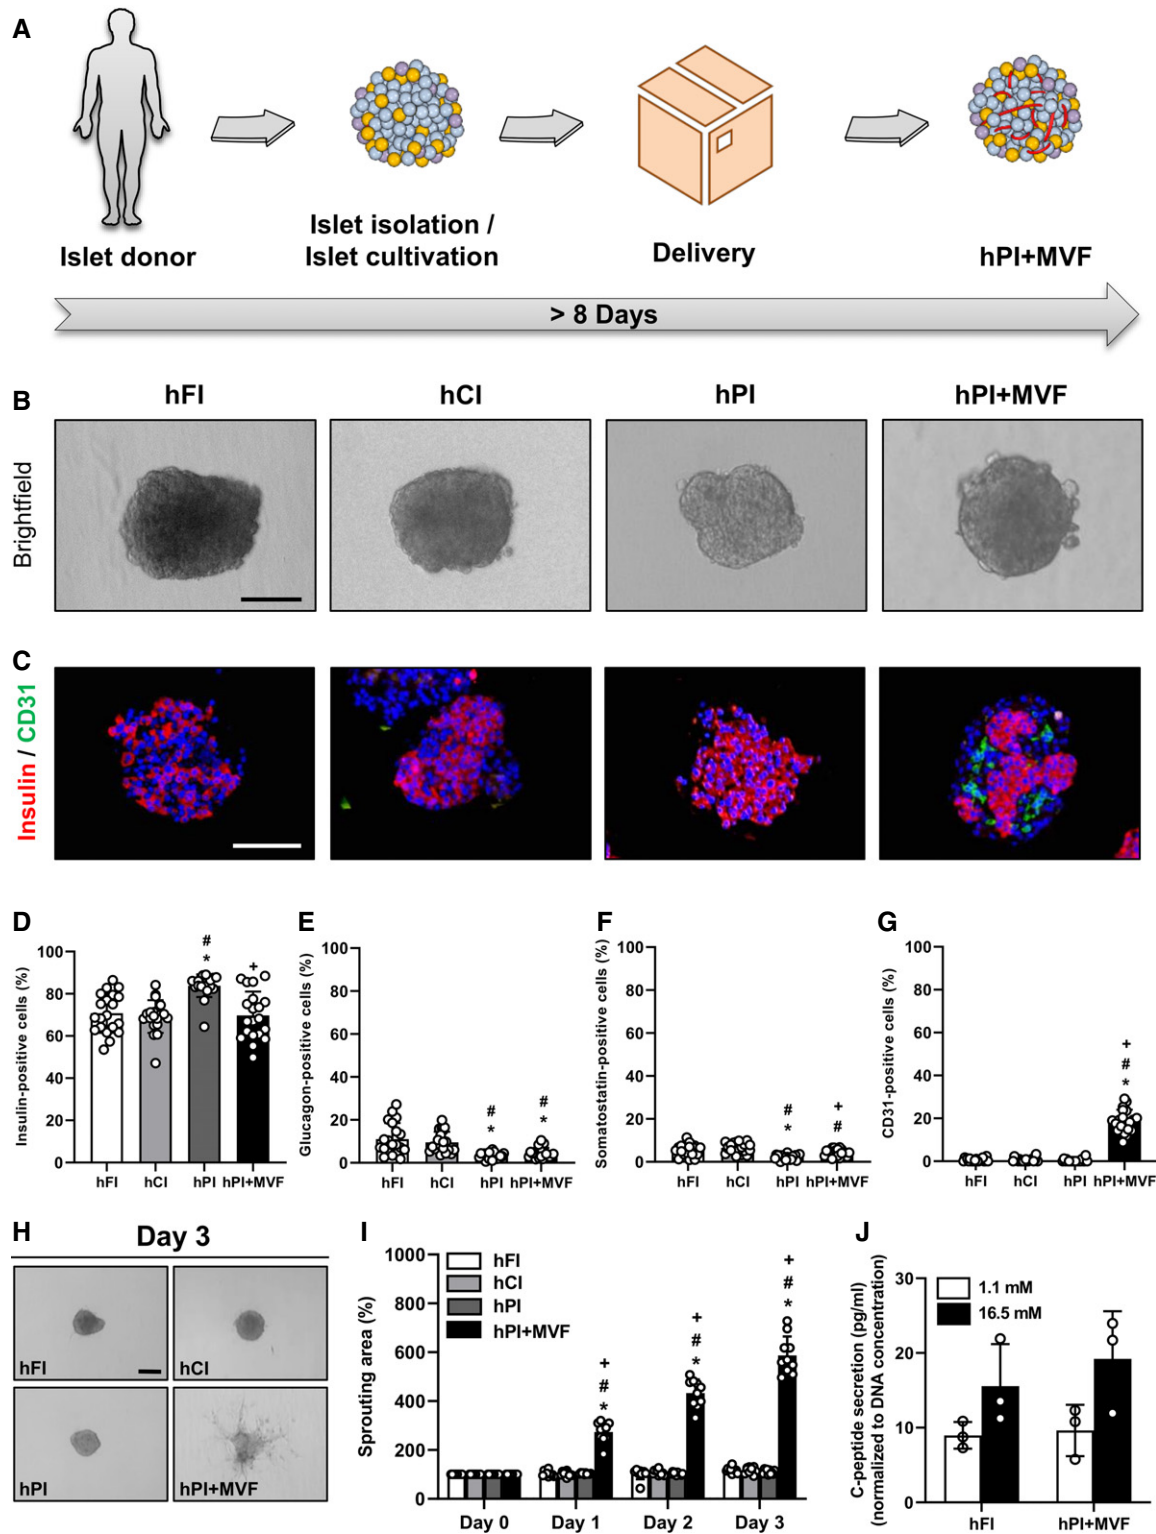 A
Islet donor
Islet isolation /
Islet cultivation
Delivery
hPI+MVF
> 8 Days
B
hFI
hCI
hPI
hPI+MVF
Brightfield
C
Insulin / CD31
D
Insulin-positive cells (%)
100
80
60
40
20
0
#
*
+
hFI
hCI
hPI
hPI+MVF
E
Glucagon-positive cells (%)
100
80
60
40
20
0
#
*
#
*
hFI
hCI
hPI
hPI+MVF
F
Somatostatin-positive cells (%)
100
80
60
40
20
0
#
*
+
#
hFI
hCI
hPI
hPI+MVF
G
CD31-positive cells (%)
100
80
60
40
20
0
+
#
*
hFI
hCI
hPI
hPI+MVF
H
Day 3
hFI
hCI
hPI
hPI+MVF
I
Sprouting area (%)
1000
800
600
400
200
0
hFI
hCI
hPI
hPI+MVF
+
#
*
+
#
*
+
#
*
Day 0
Day 1
Day 2
Day 3
J
C-peptide secretion (pg/ml)
(normalized to DNA concentration)
30
20
10
0
1.1 mM
16.5 mM
hFI
hPI+MVF